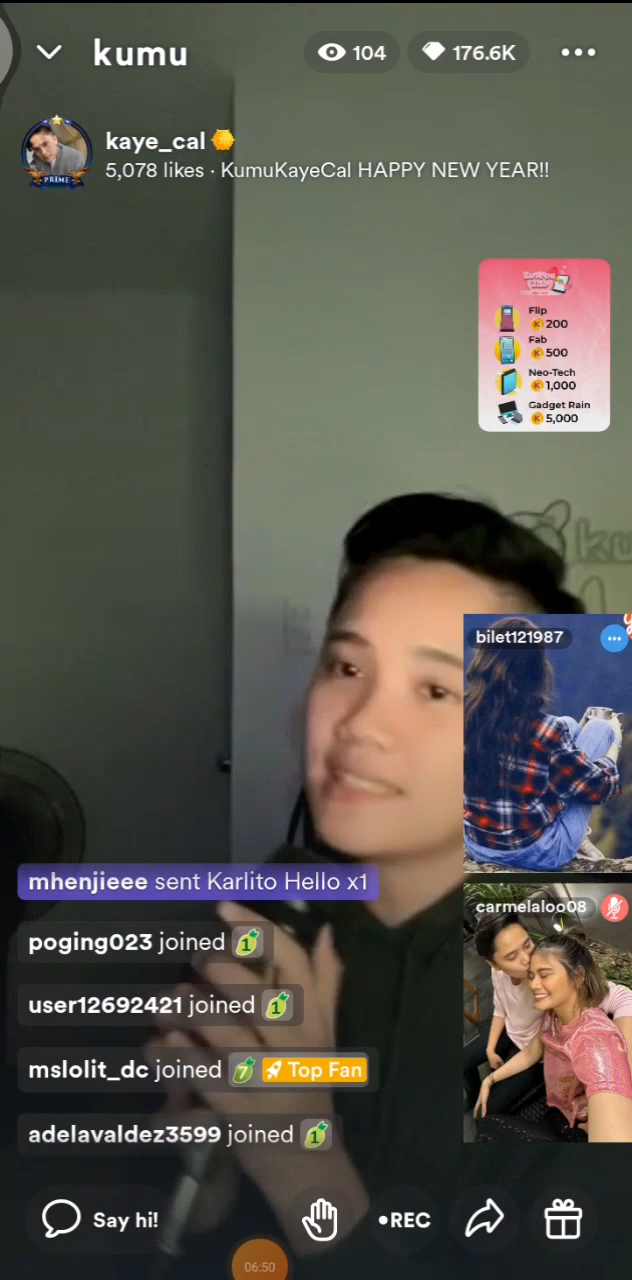 kumu
104
176.6K
kaye_cal
5,078 likes · KumuKayeCal HAPPY NEW YEAR!!
PRIME
Flip
K 200
Fab
K 500
Neo-Tech
K 1,000
Gadget Rain
K 5,000
ku
bilet121987
carmelaloo08
mhenjieee sent Karlito Hello x1
poging023 joined 1
user12692421 joined 1
mslolit_dc joined 7 Top Fan
adelavaldez3599 joined 1
Say hi!
•REC
06:50